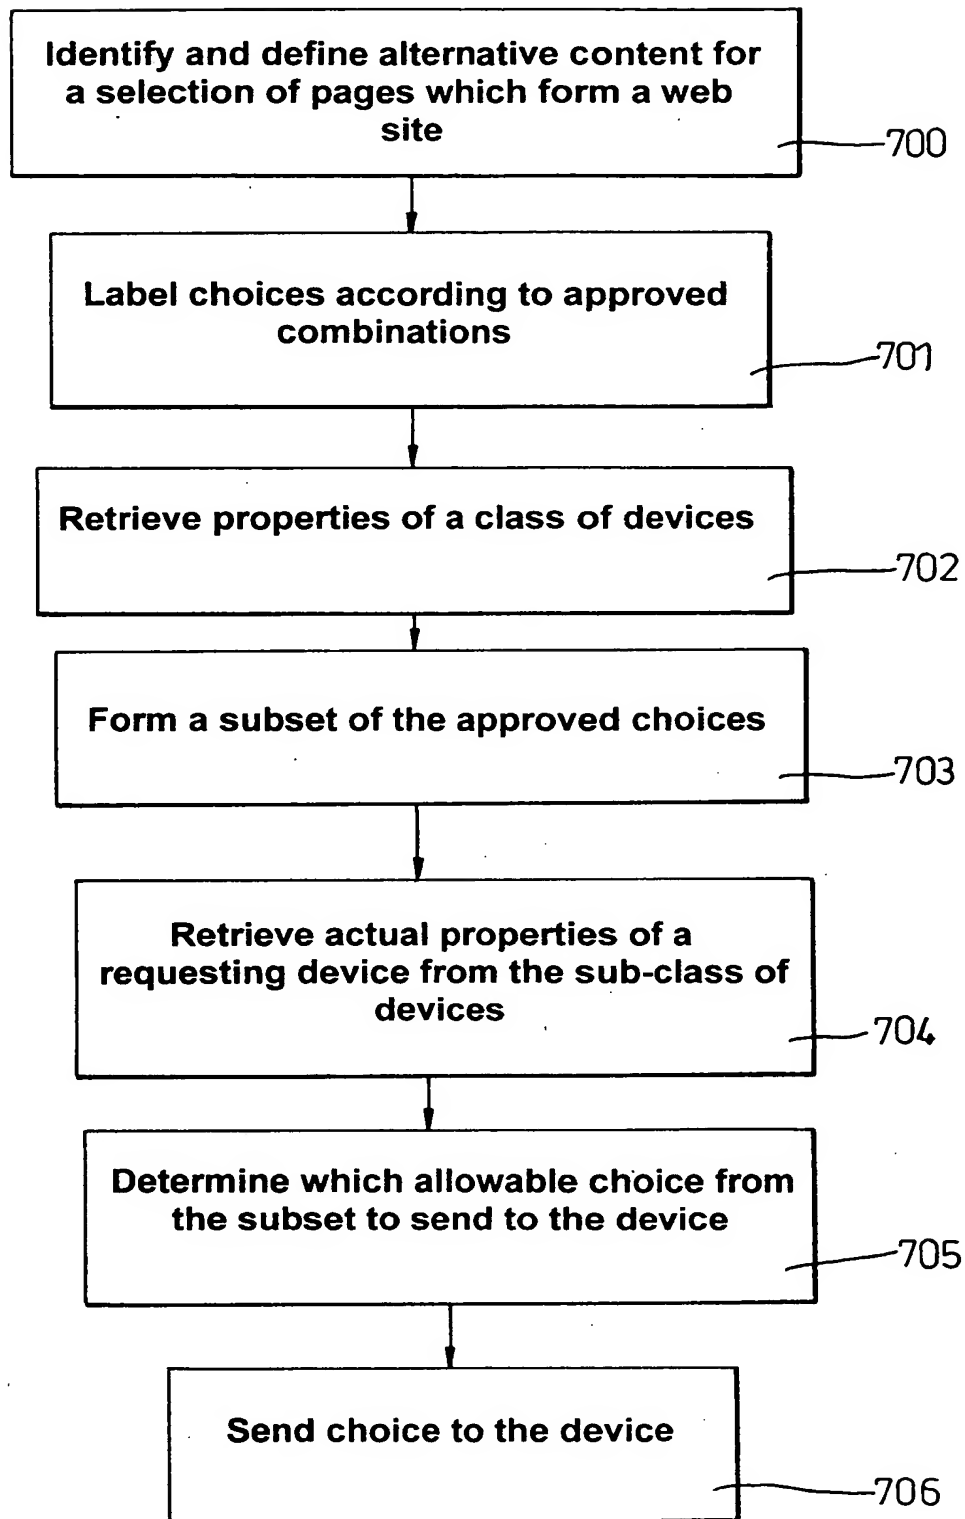 Identify and define alternative content for
a selection of pages which form a web
site
700
Label choices according to approved
combinations
701
Retrieve properties of a class of devices
702
Form a subset of the approved choices
703
Retrieve actual properties of a
requesting device from the sub-class of
devices
704
Determine which allowable choice from
the subset to send to the device
705
Send choice to the device
706